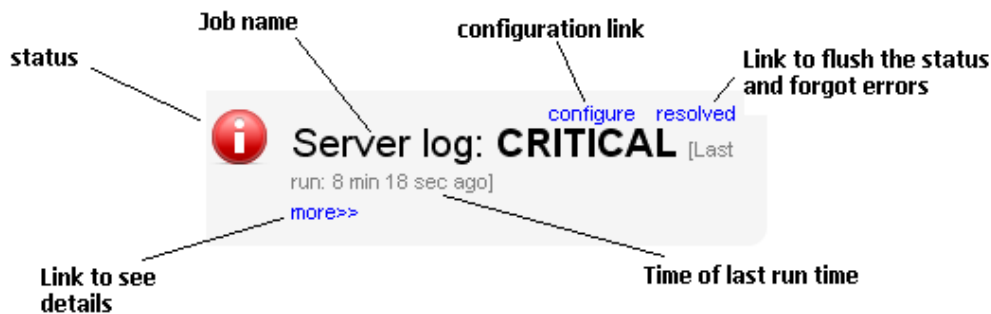 Job name
configuration link
status
Link to flush the status
and forgot errors
configure resolved
Server log: CRITICAL [Last
run: 8 min 18 sec ago]
more>>
Link to see
details
Time of last run time